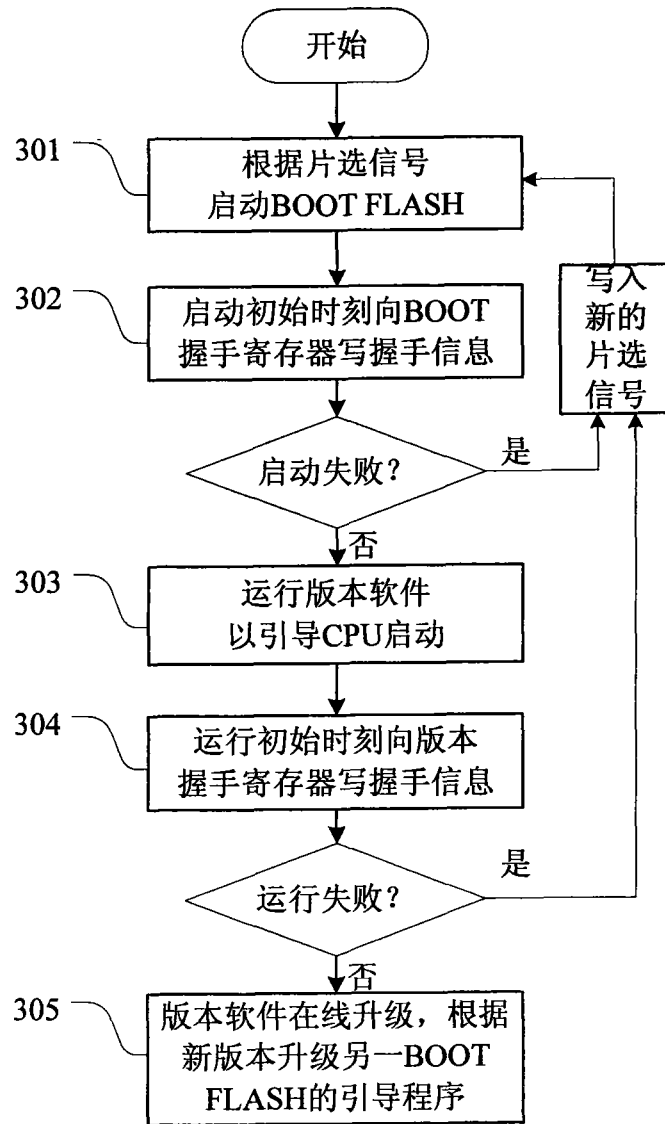 开始
301
根据片选信号
启动BOOT FLASH
302
启动初始时刻向BOOT
握手寄存器写握手信息
写入
新的
片选
信号
启动失败?
是
否
303
运行版本软件
以引导CPU启动
304
运行初始时刻向版本
握手寄存器写握手信息
运行失败?
是
否
305
版本软件在线升级，根据
新版本升级另一BOOT
FLASH的引导程序